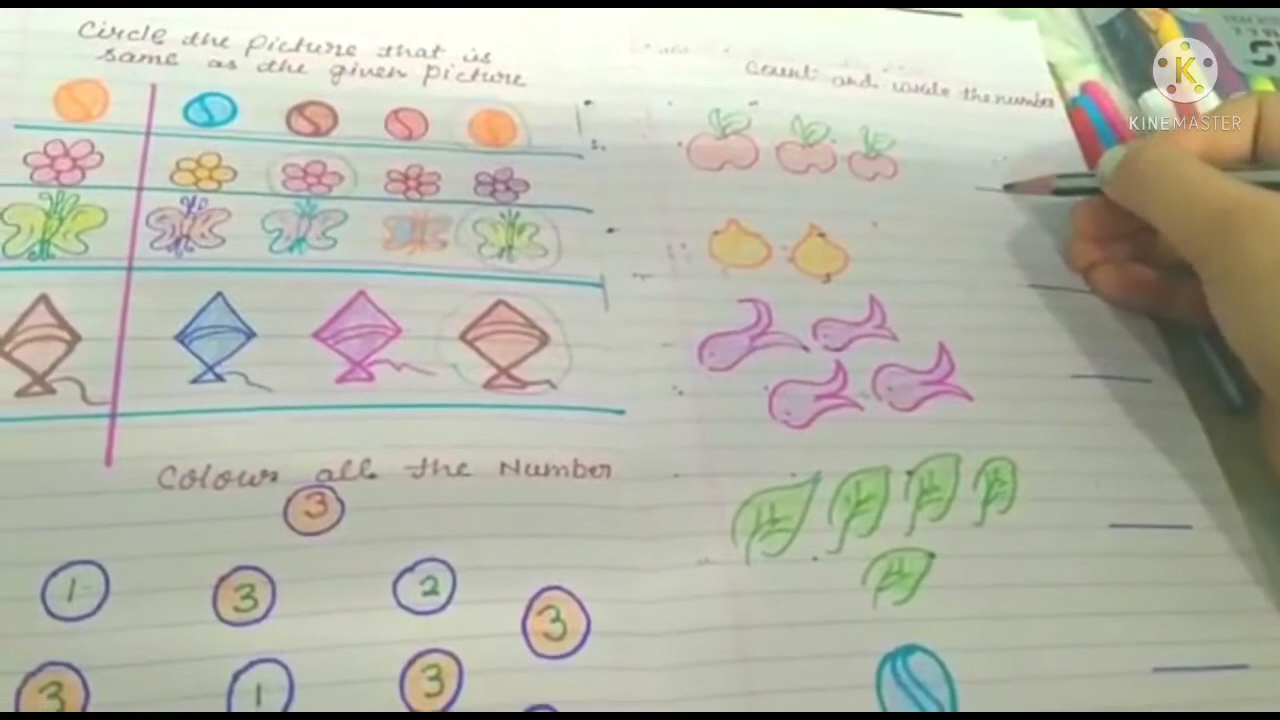 Circle the Picture that is
same as the given Picture
Count and write the number
Colour all the Number
3
1 3 2
3
3 1 3
KINEMASTER